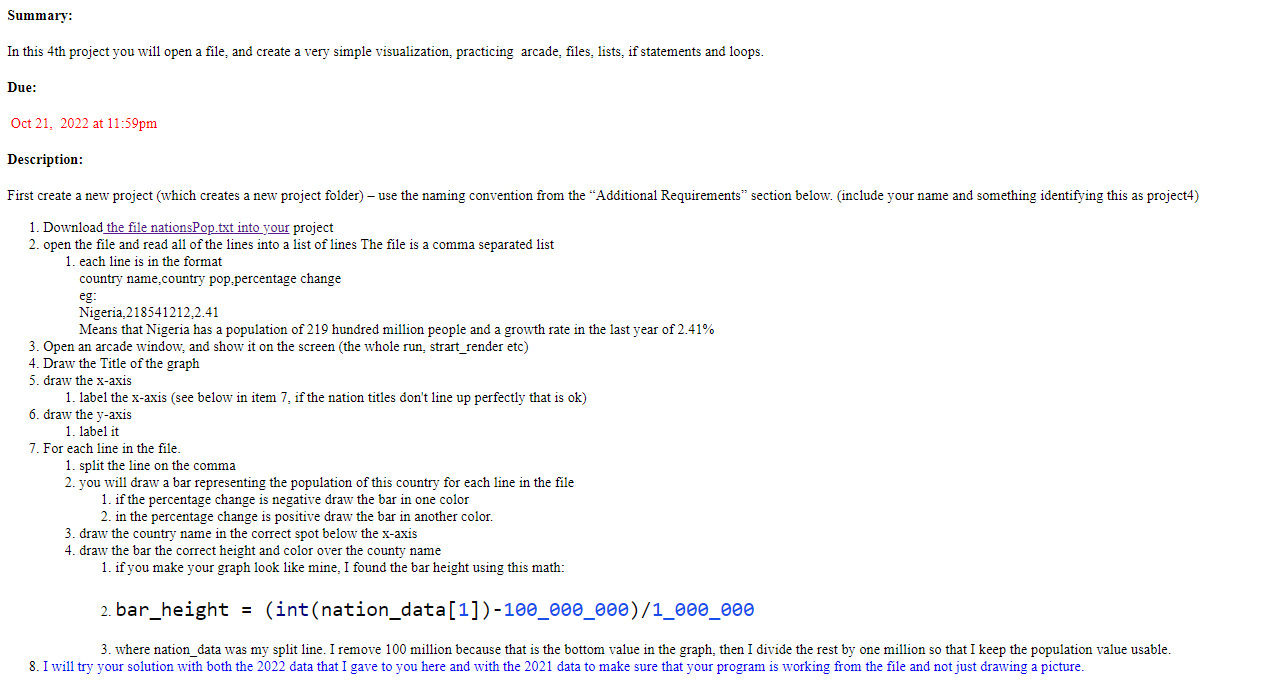 Summary:
In this 4th project you will open a file, and create a very simple visualization, practicing  arcade, files, lists, if statements and loops.
Due:
Oct 21,  2022 at 11:59pm
Description:
First create a new project (which creates a new project folder) – use the naming convention from the “Additional Requirements” section below. (include your name and something identifying this as project4)
1. Download the file nationsPop.txt into your project
2. open the file and read all of the lines into a list of lines The file is a comma separated list
1. each line is in the format
country name,country pop,percentage change
eg:
Nigeria,218541212,2.41
Means that Nigeria has a population of 219 hundred million people and a growth rate in the last year of 2.41%
3. Open an arcade window, and show it on the screen (the whole run, strart_render etc)
4. Draw the Title of the graph
5. draw the x-axis
1. label the x-axis (see below in item 7, if the nation titles don't line up perfectly that is ok)
6. draw the y-axis
1. label it
7. For each line in the file.
1. split the line on the comma
2. you will draw a bar representing the population of this country for each line in the file
1. if the percentage change is negative draw the bar in one color
2. in the percentage change is positive draw the bar in another color.
3. draw the country name in the correct spot below the x-axis
4. draw the bar the correct height and color over the county name
1. if you make your graph look like mine, I found the bar height using this math:
2. bar_height = (int(nation_data[1])-100_000_000)/1_000_000
3. where nation_data was my split line. I remove 100 million because that is the bottom value in the graph, then I divide the rest by one million so that I keep the population value usable.
8. I will try your solution with both the 2022 data that I gave to you here and with the 2021 data to make sure that your program is working from the file and not just drawing a picture.